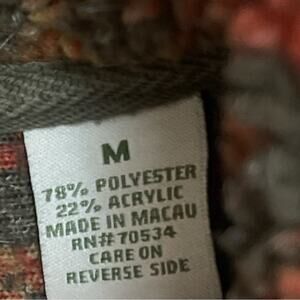 M
78% POLYESTER
22% ACRYLIC
MADE IN MACAU
RN# 70534
CARE ON
REVERSE SIDE